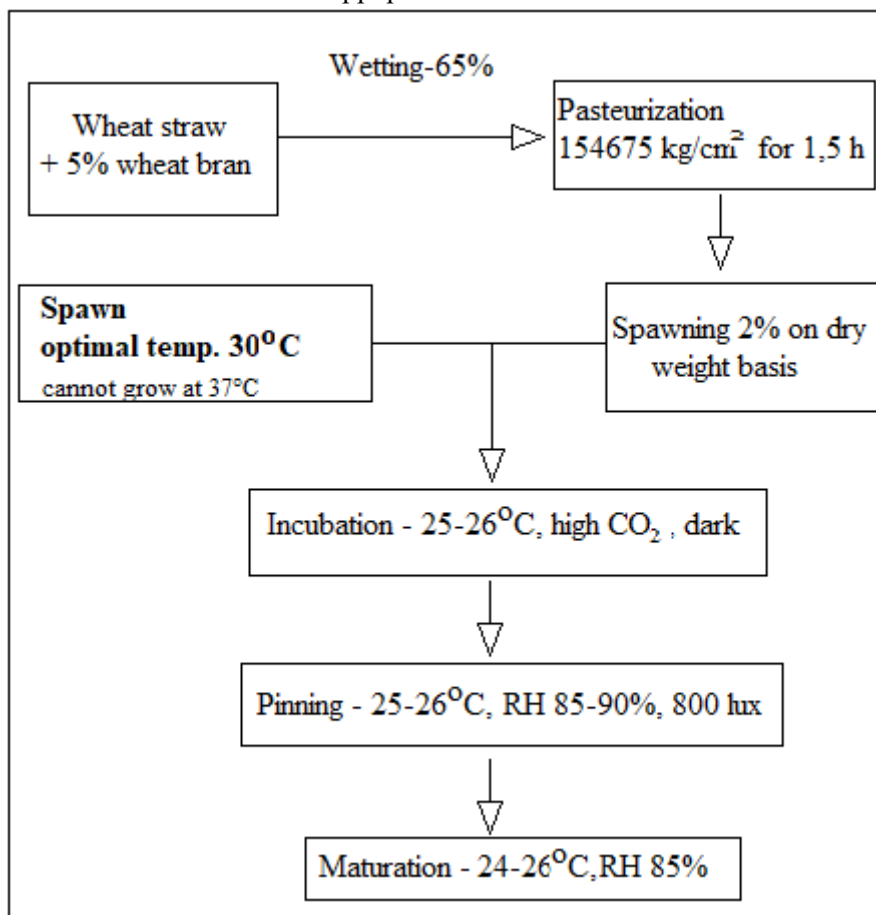 Wetting-65%
Wheat straw
+ 5% wheat bran
Pasteurization
154675 kg/cm² for 1,5 h
Spawn
optimal temp. 30°C
cannot grow at 37°C
Spawning 2% on dry
weight basis
Incubation - 25-26°C, high CO₂ , dark
Pinning - 25-26°C, RH 85-90%, 800 lux
Maturation - 24-26°C,RH 85%